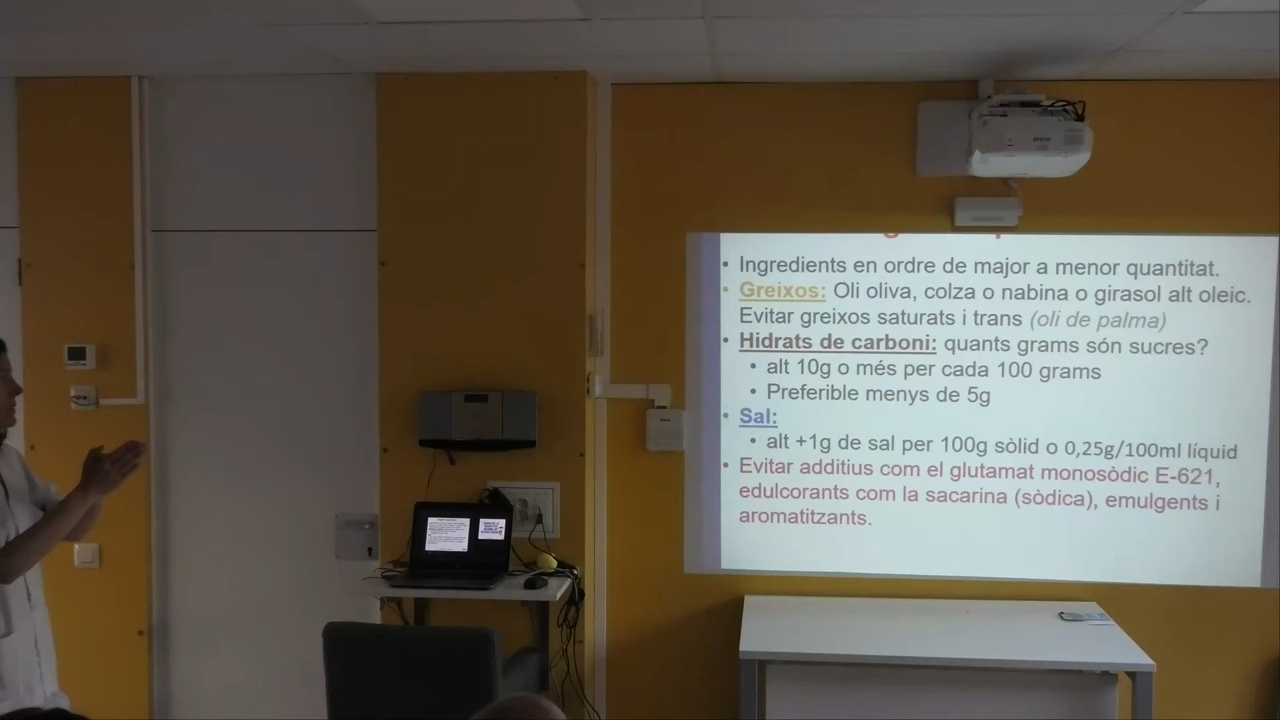 EPSON
Ingredients en ordre de major a menor quantitat.
Greixos: Oli oliva, colza o nabina o girasol alt oleic.
Evitar greixos saturats i trans (oli de palma)
Hidrats de carboni: quants grams són sucres?
alt 10g o més per cada 100 grams
Preferible menys de 5g
Sal:
alt +1g de sal per 100g sòlid o 0,25g/100ml líquid
Evitar additius com el glutamat monosòdic E-621,
edulcorants com la sacarina (sòdica), emulgents i
aromatitzants.